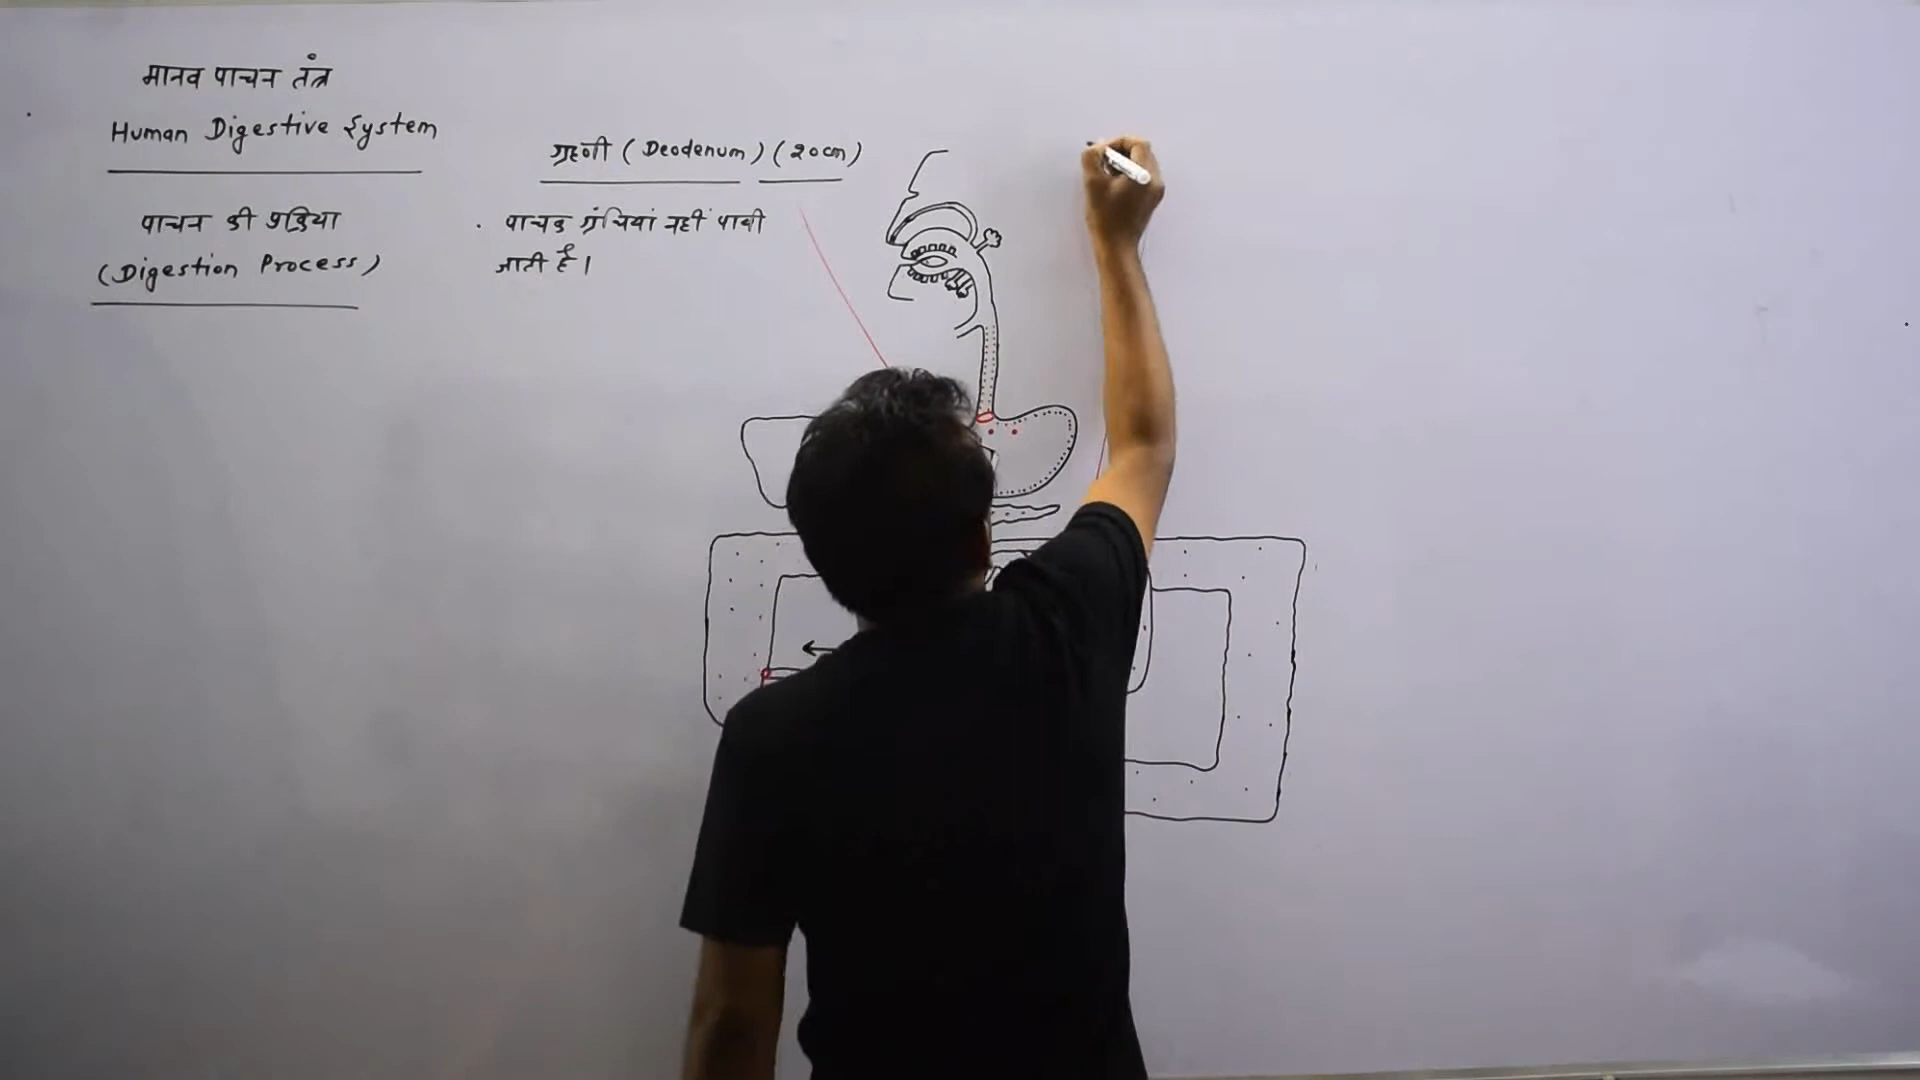 मानव पाचन तंत्र
Human Digestive System
पाचन की प्रक्रिया
(Digestion Process)
ग्रहणी (Deodenum) (20cm)
. पाचक ग्रंथियां नहीं पायी
जाती है।